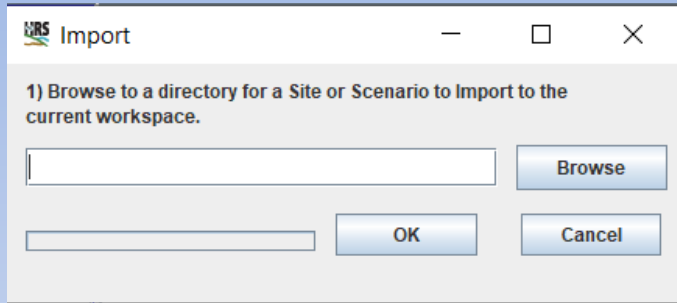 Import
1) Browse to a directory for a Site or Scenario to Import to the
current workspace.
Browse
OK
Cancel